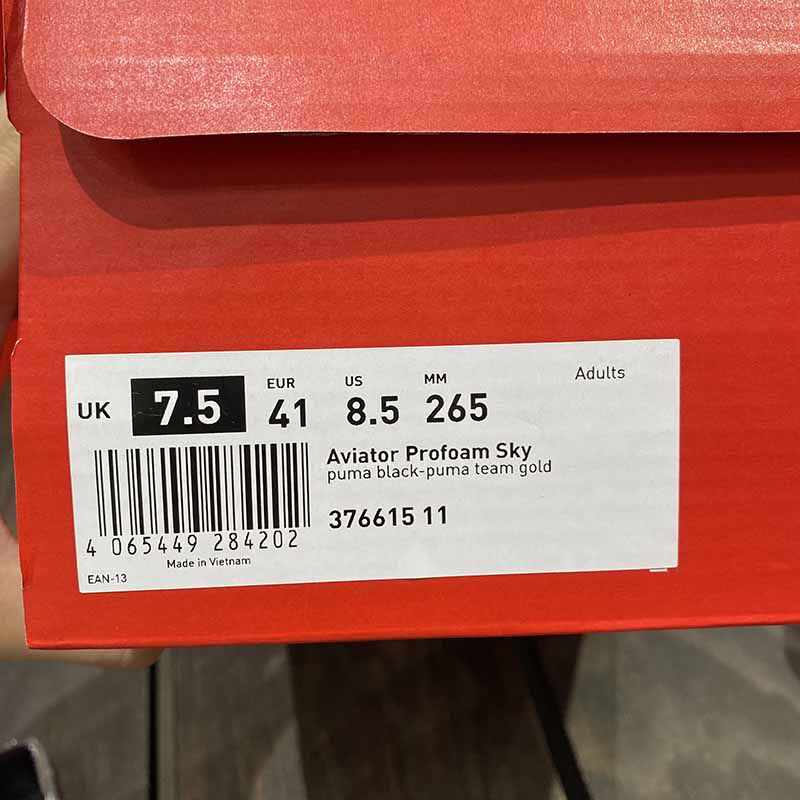 Adults
UK 7.5 EUR 41 US 8.5 MM 265
Aviator Profoam Sky
puma black-puma team gold
376615 11
4 065449 284202
Made in Vietnam
EAN-13